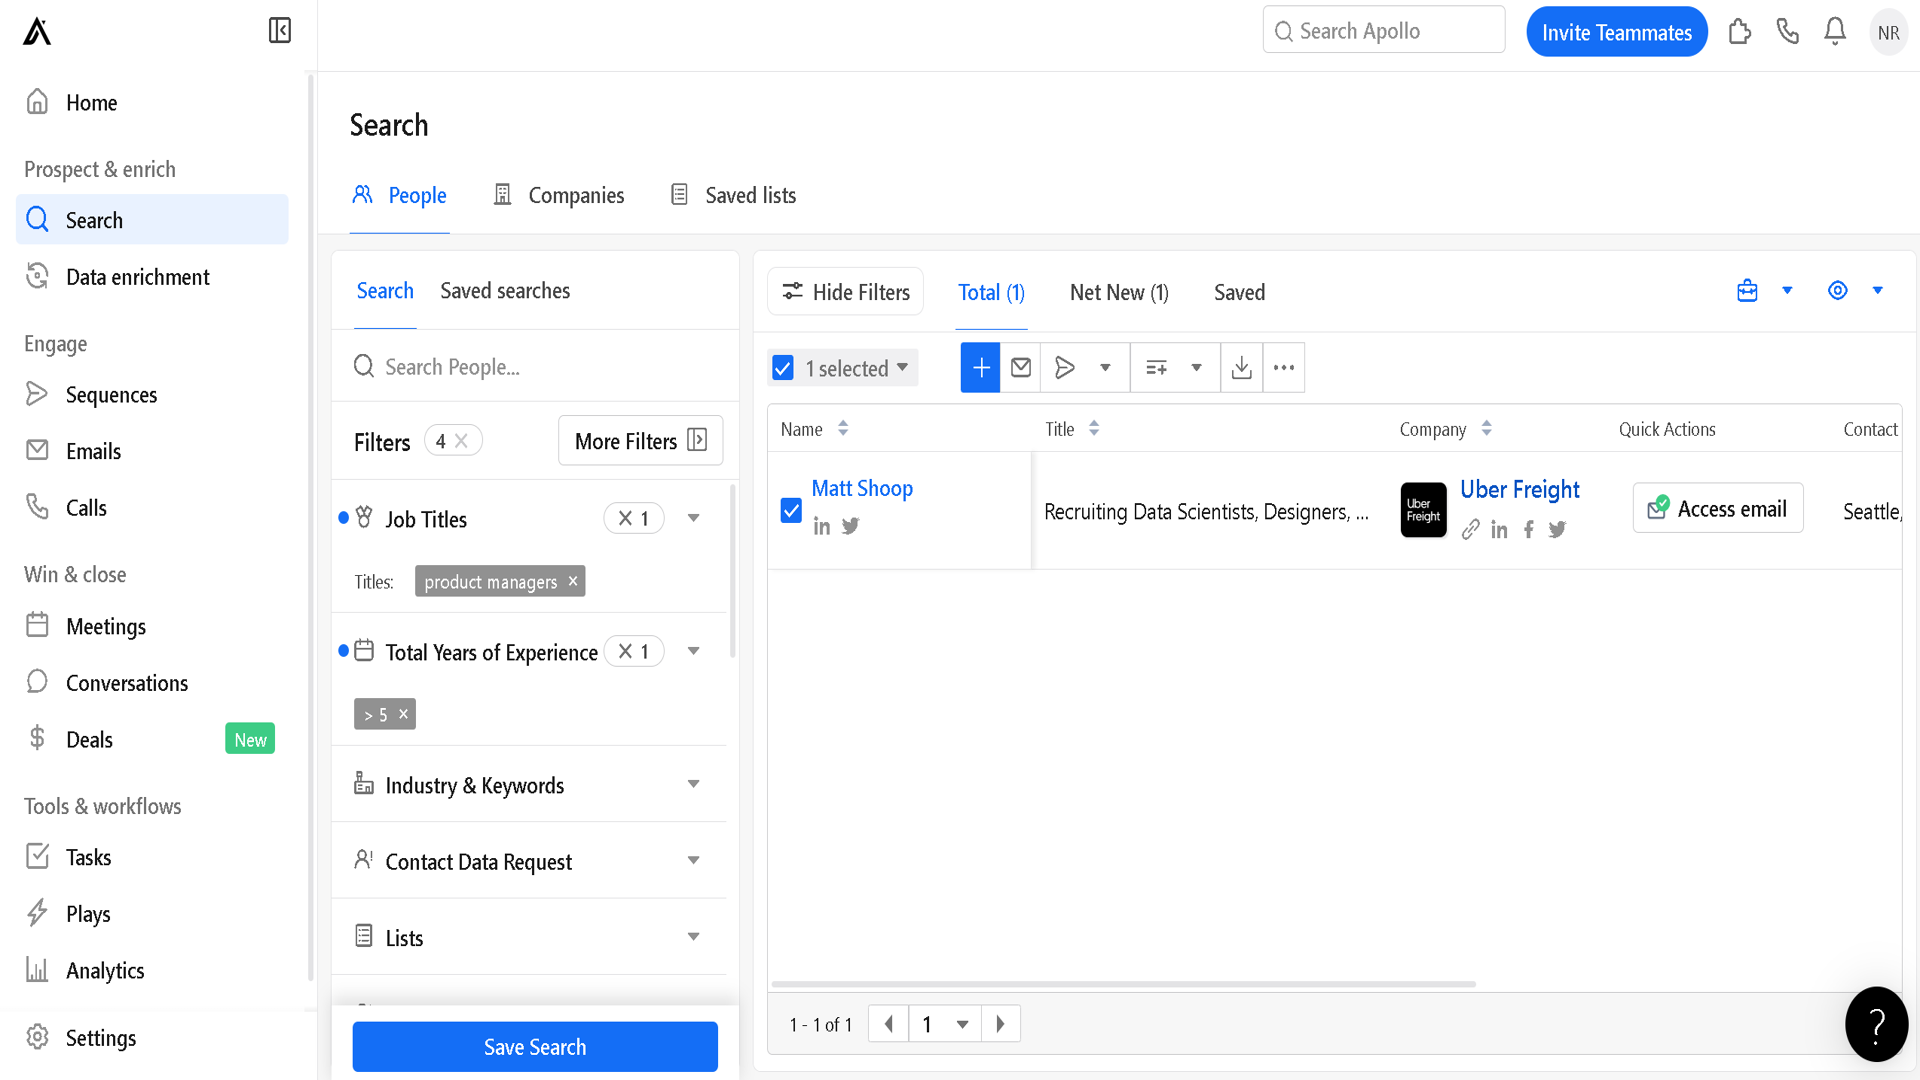 Search Apollo
Invite Teammates
NR
Home
Prospect & enrich
Search
Data enrichment
Engage
Sequences
Emails
Calls
Win & close
Meetings
Conversations
Deals
New
Tools & workflows
Tasks
Plays
Analytics
Settings
Search
People
Companies
Saved lists
Search
Saved searches
Search People...
Filters
4
More Filters
Job Titles
1
Titles:
product managers
Total Years of Experience
1
> 5
Industry & Keywords
Contact Data Request
Lists
Save Search
Hide Filters
Total (1)
Net New (1)
Saved
1 selected
Name
Title
Company
Quick Actions
Contact
Matt Shoop
Recruiting Data Scientists, Designers, ...
Uber
Freight
Uber Freight
Access email
Seattle,
1 - 1 of 1
1
?